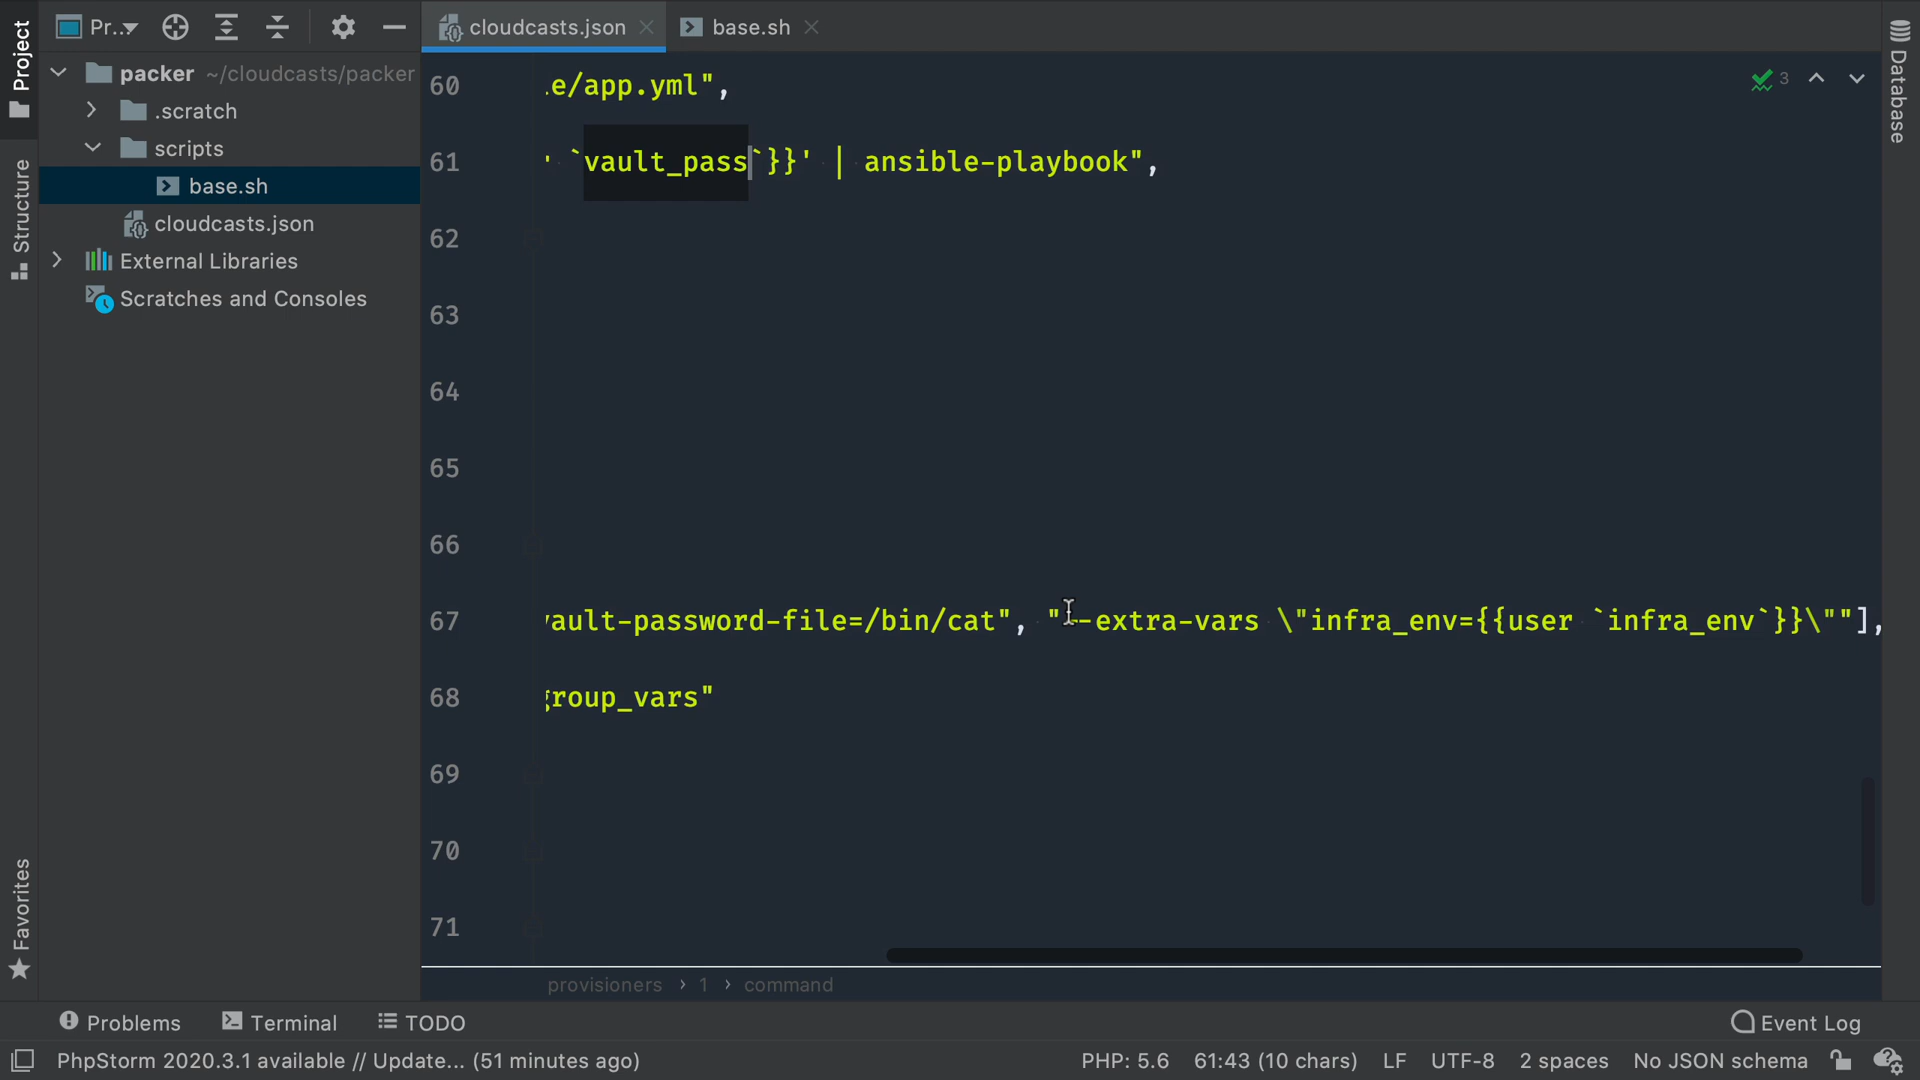 Project
Structure
Favorites
Pr...
packer ~/cloudcasts/packer
.scratch
scripts
base.sh
cloudcasts.json
External Libraries
Scratches and Consoles
cloudcasts.json
base.sh
3
Database
60 e/app.yml",
61 ' `vault_pass`}}' | ansible-playbook",
62
63
64
65
66
67 vault-password-file=/bin/cat", "--extra-vars \"infra_env={{user `infra_env`}}\""],
68 group_vars"
69
70
71
provisioners › 1 › command
Problems
Terminal
TODO
Event Log
PhpStorm 2020.3.1 available // Update... (51 minutes ago)
PHP: 5.6
61:43 (10 chars)
LF
UTF-8
2 spaces
No JSON schema